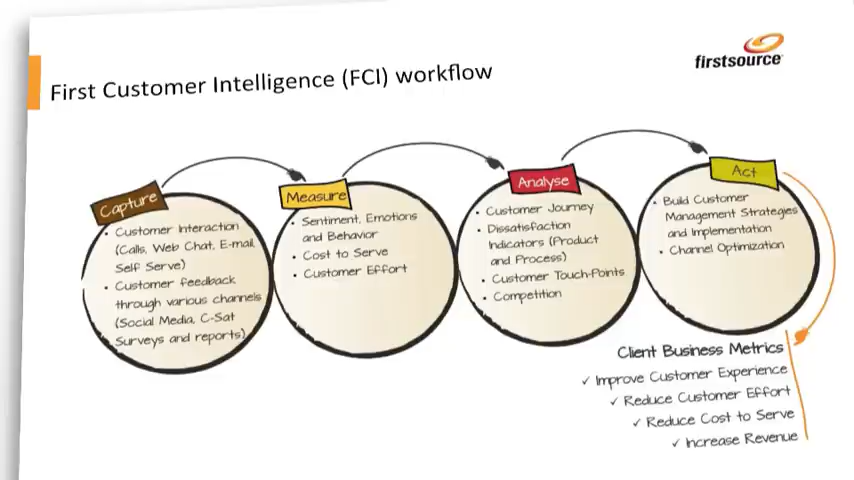 firstsource
First Customer Intelligence (FCI) workflow
Capture
• Customer Interaction
(Calls, Web Chat, E-mail,
Self Serve)
• Customer feedback
through various channels
(Social Media, C-Sat
Surveys and reports)
Measure
• Sentiment, Emotions
and Behavior
• Cost to Serve
• Customer Effort
Analyse
• Customer Journey
• Dissatisfaction
Indicators (Product
and Process)
• Customer Touch-Points
• Competition
Act
• Build Customer
Management Strategies
and Implementation
• Channel Optimization
Client Business Metrics
✓ Improve Customer Experience
✓ Reduce Customer Effort
✓ Reduce Cost to Serve
✓ Increase Revenue